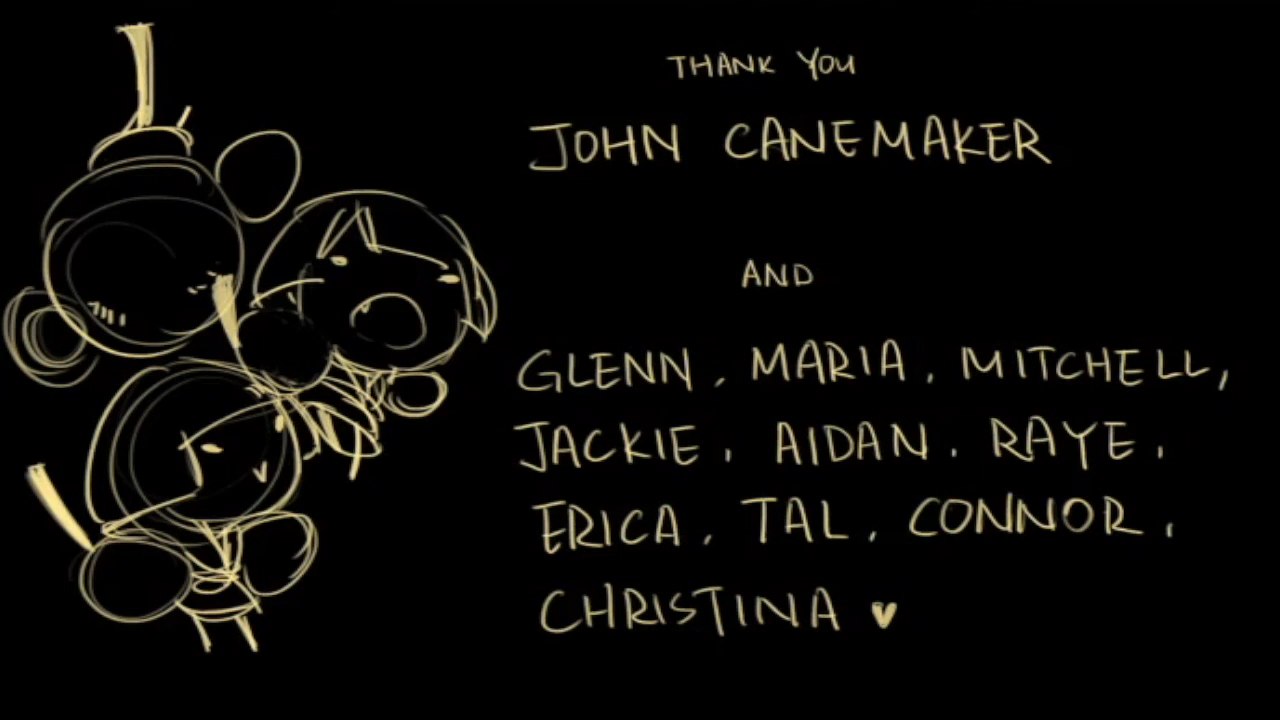 THANK YOU
JOHN CANEMAKER
AND
GLENN, MARIA, MITCHELL,
JACKIE, AIDAN, RAYE,
ERICA, TAL, CONNOR,
CHRISTINA ♥